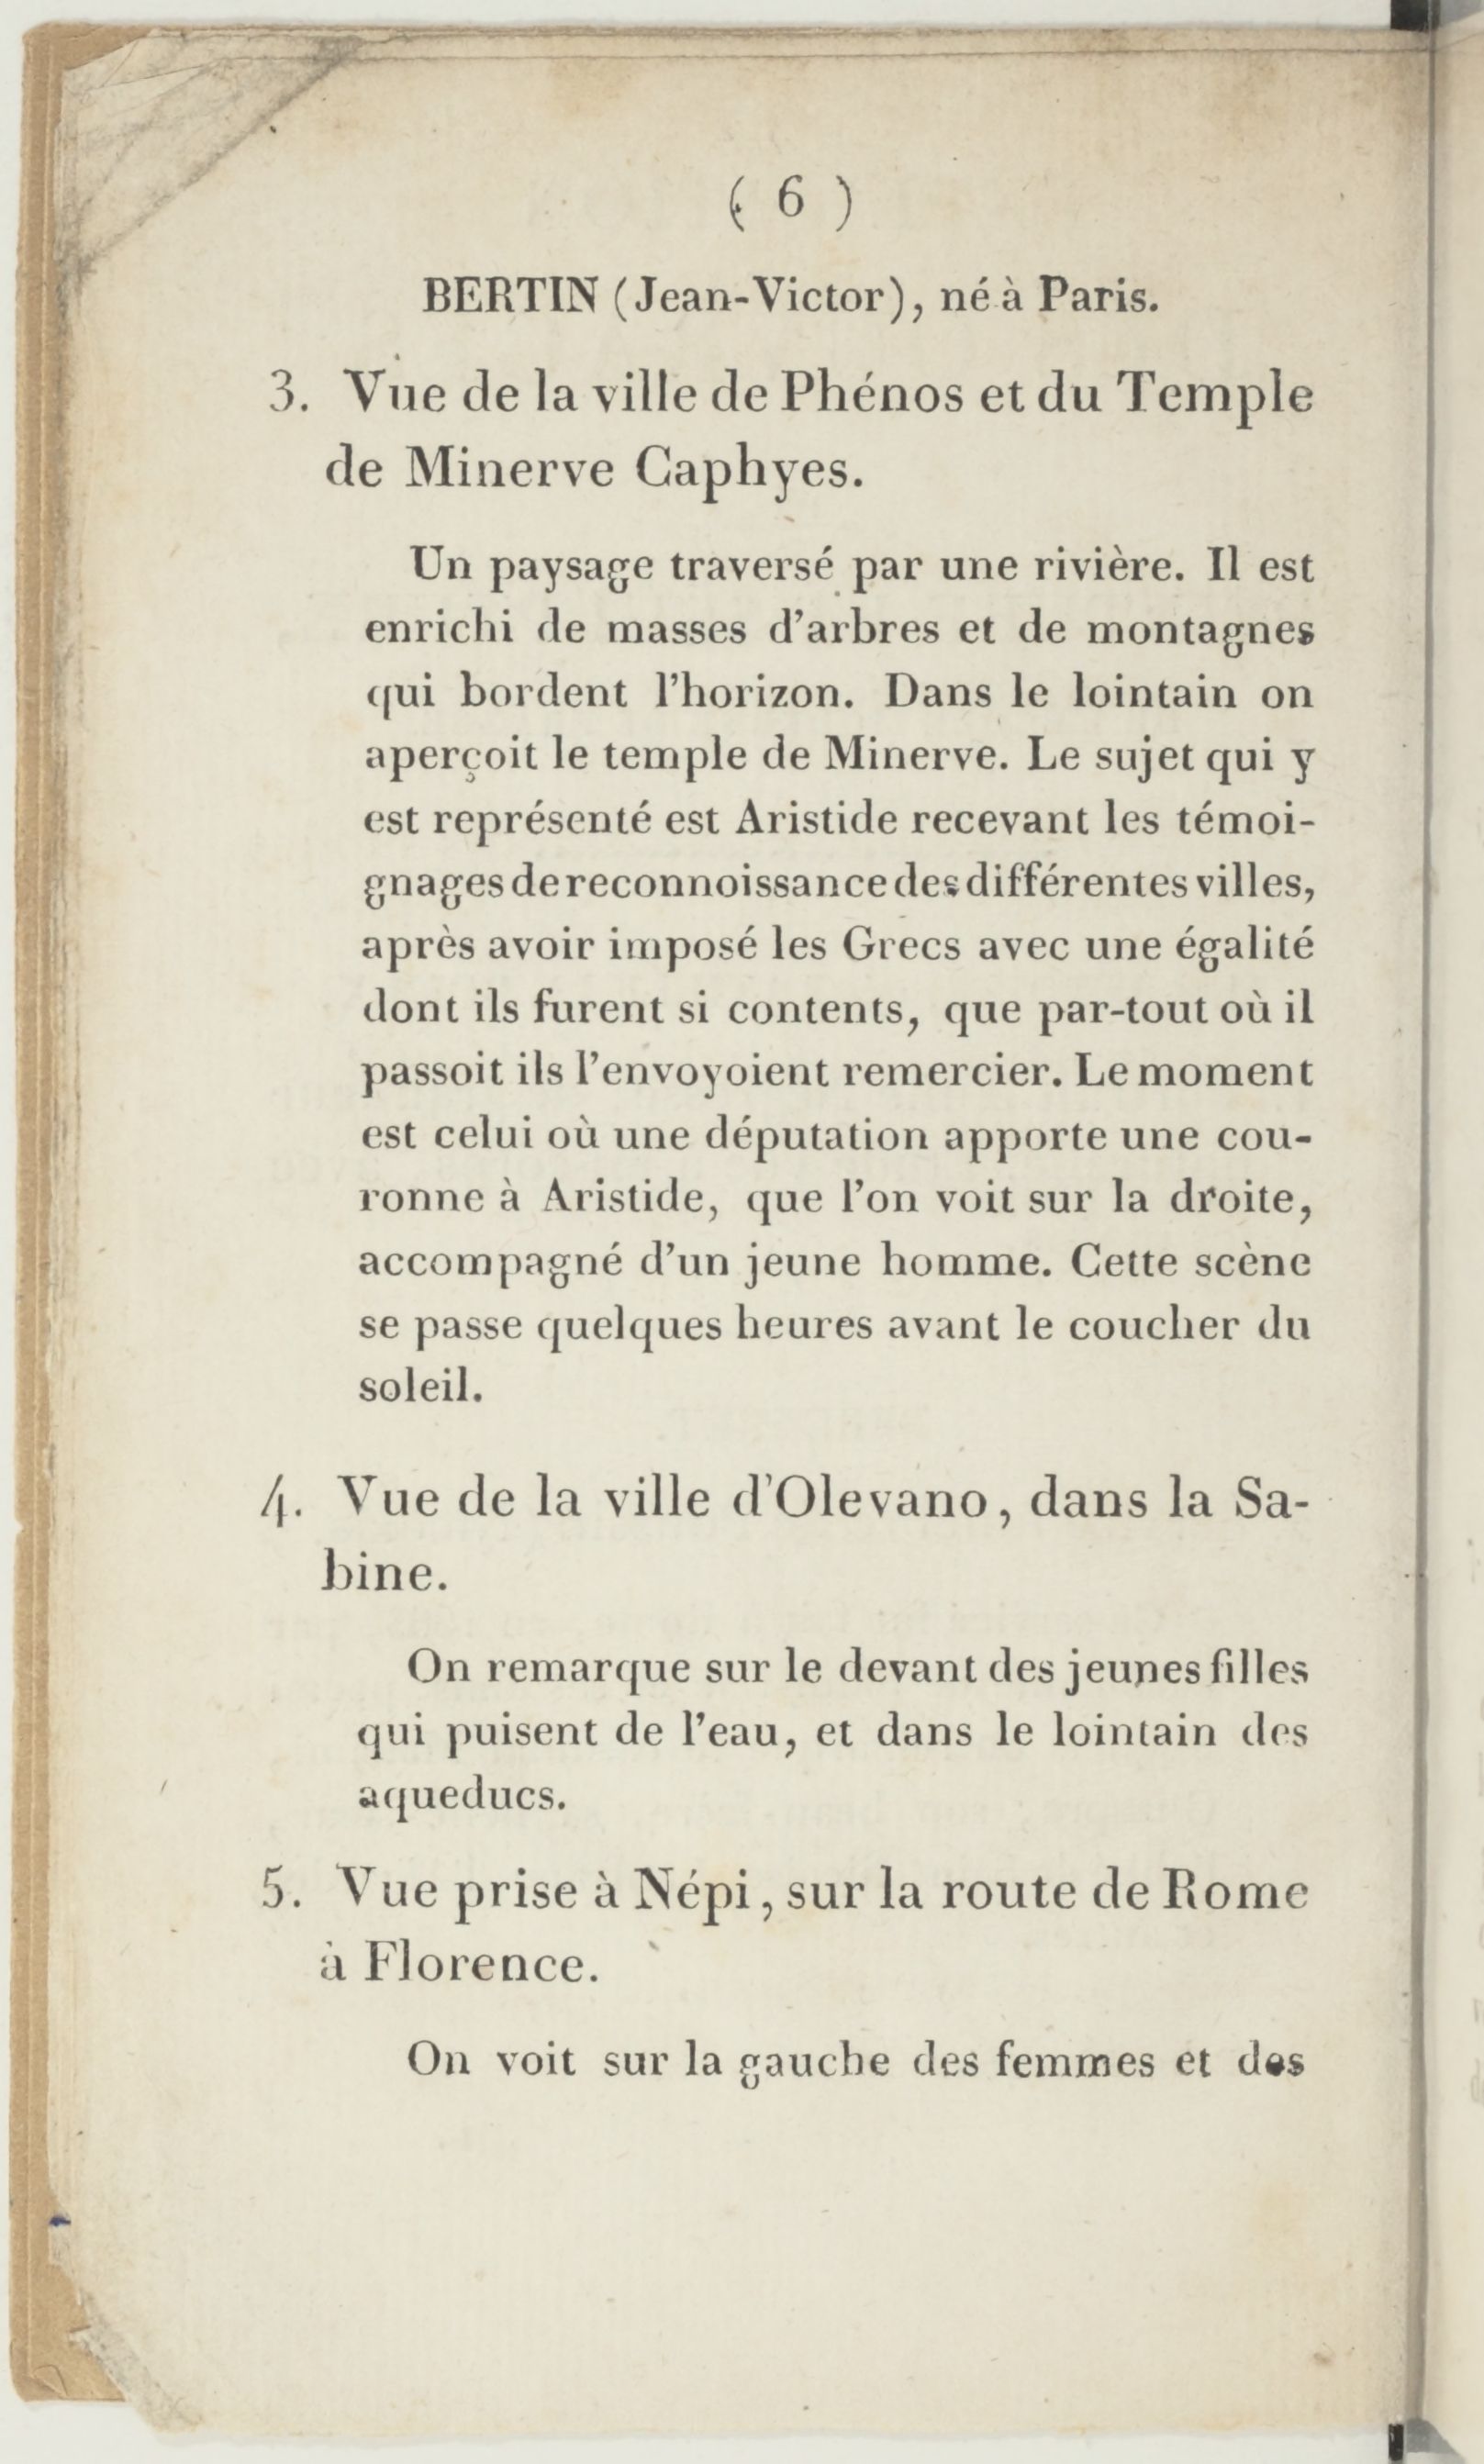 ( 6 )
BERTIN (Jean-Victor), né à Paris.
3. Vue de la ville de Phénos et du Temple
de Minerve Caphyes.
Un paysage traversé par une rivière. Il est
enrichi de masses d'arbres et de montagnes
qui bordent l'horizon. Dans le lointain on
aperçoit le temple de Minerve. Le sujet qui y
est représenté est Aristide recevant les témoi-
gnages de reconnoissance des différentes villes,
après avoir imposé les Grecs avec une égalité
dont ils furent si contents, que par-tout où il
passoit ils l'envoyoient remercier. Le moment
est celui où une députation apporte une cou-
ronne à Aristide, que l'on voit sur la droite,
accompagné d'un jeune homme. Cette scène
se passe quelques heures avant le coucher du
soleil.
4. Vue de la ville d'Olevano, dans la Sa-
bine.
On remarque sur le devant des jeunes filles
qui puisent de l'eau, et dans le lointain des
aqueducs.
5. Vue prise à Népi, sur la route de Rome
à Florence.
On voit sur la gauche des femmes et des